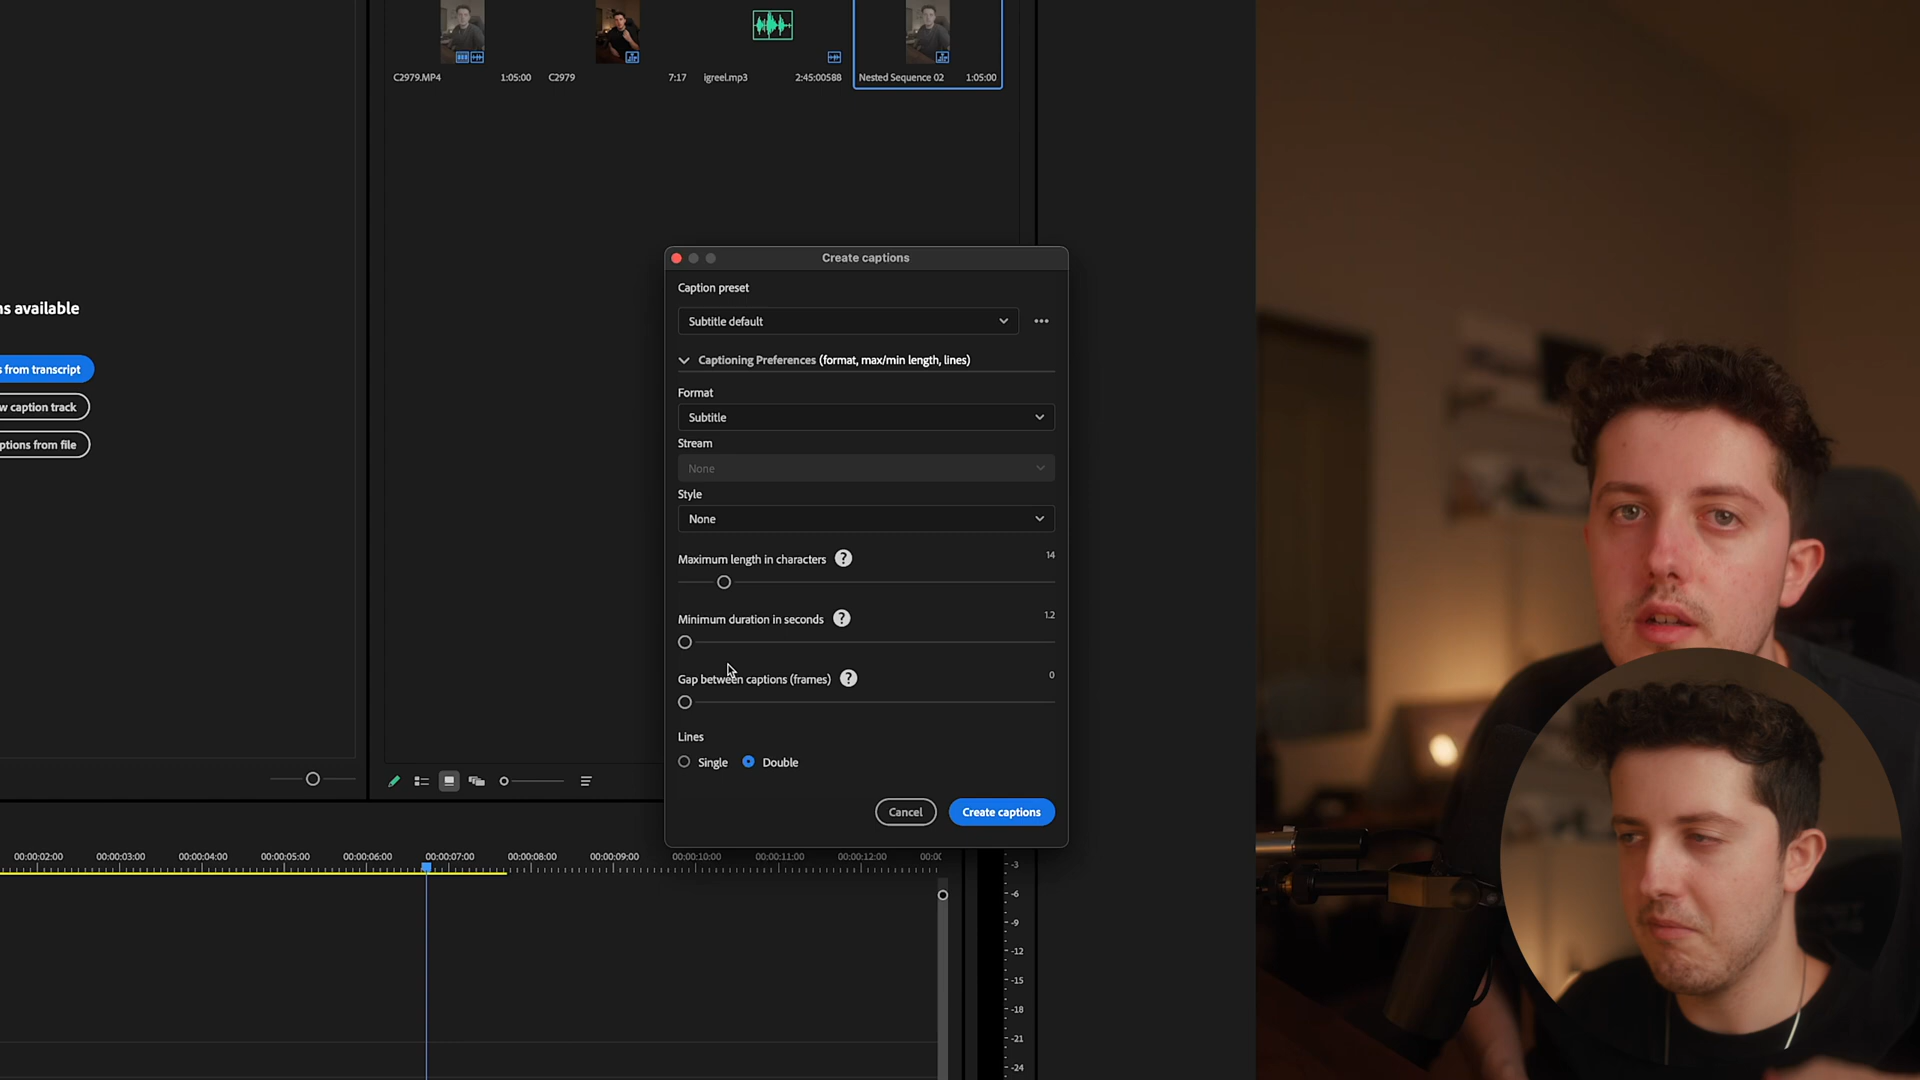 C2979.MP4 1:05:00 C2979 7:17 igreel.mp3 2:45:00588 Nested Sequence 02 1:05:00
Create captions
Caption preset
s available
Subtitle default
s from transcript
Captioning Preferences (format, max/min length, lines)
Format
w caption track
Subtitle
ptions from file
Stream
None
Style
None
Maximum length in characters ? 14
Minimum duration in seconds ? 1.2
Gap between captions (frames) ? 0
Lines
Single Double
Cancel Create captions
00:00:02:00 00:00:03:00 00:00:04:00 00:00:05:00 00:00:06:00 00:00:07:00 00:00:08:00 00:00:09:00 00:00:10:00 00:00:11:00 00:00:12:00 00:00
-3
-6
-9
-12
-15
-18
-21
-24